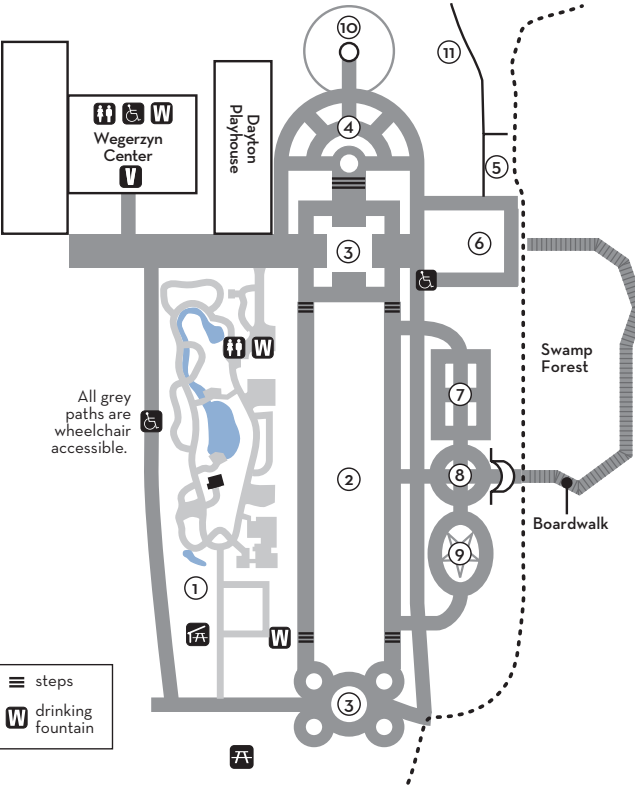 10
11
4
Wegerzyn
Center
V
W
Dayton
Playhouse
5
3
6
W
Swamp
Forest
7
All grey
paths are
wheelchair
accessible.
2
8
Boardwalk
9
1
W
3
steps
W
drinking
fountain